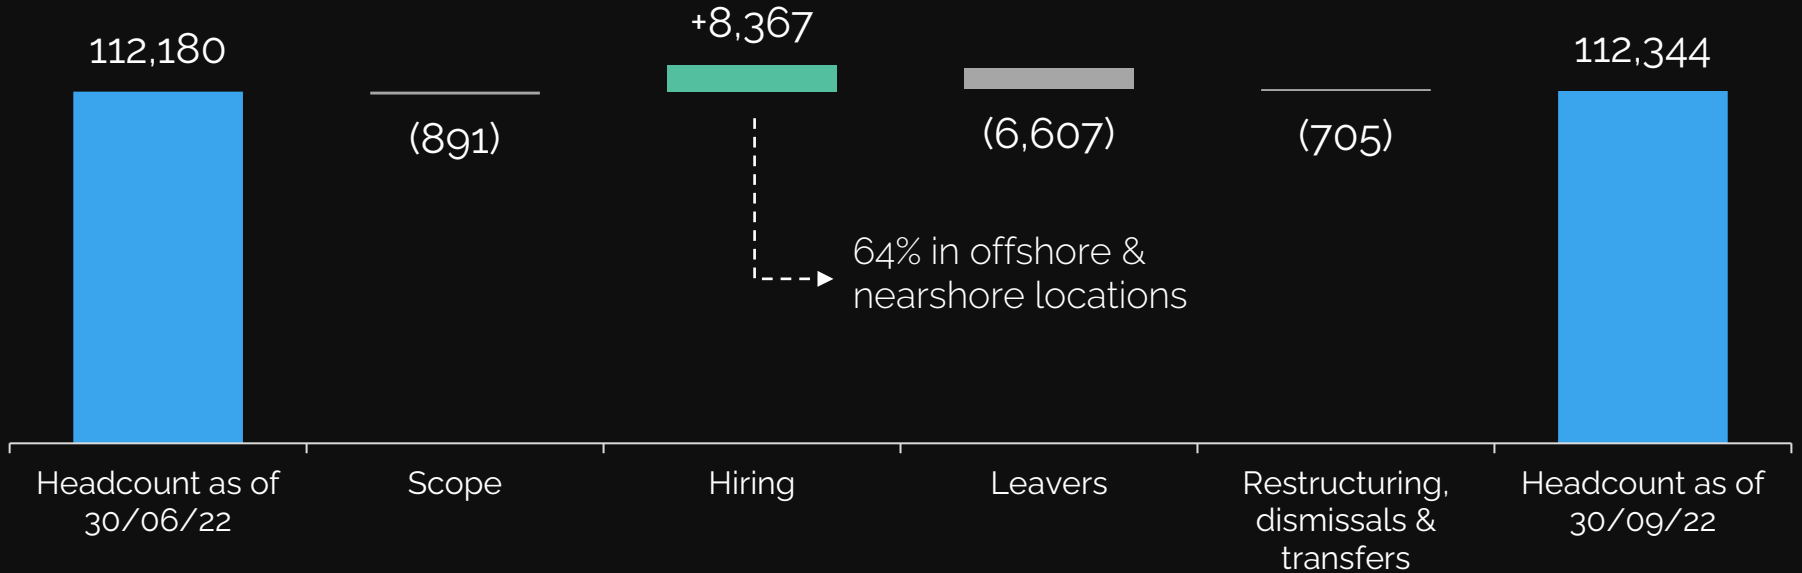 112,180
(891)
+8,367
(6,607)
(705)
112,344
64% in offshore &
nearshore locations
Headcount as of
30/06/22
Scope
Hiring
Leavers
Restructuring,
dismissals &
transfers
Headcount as of
30/09/22